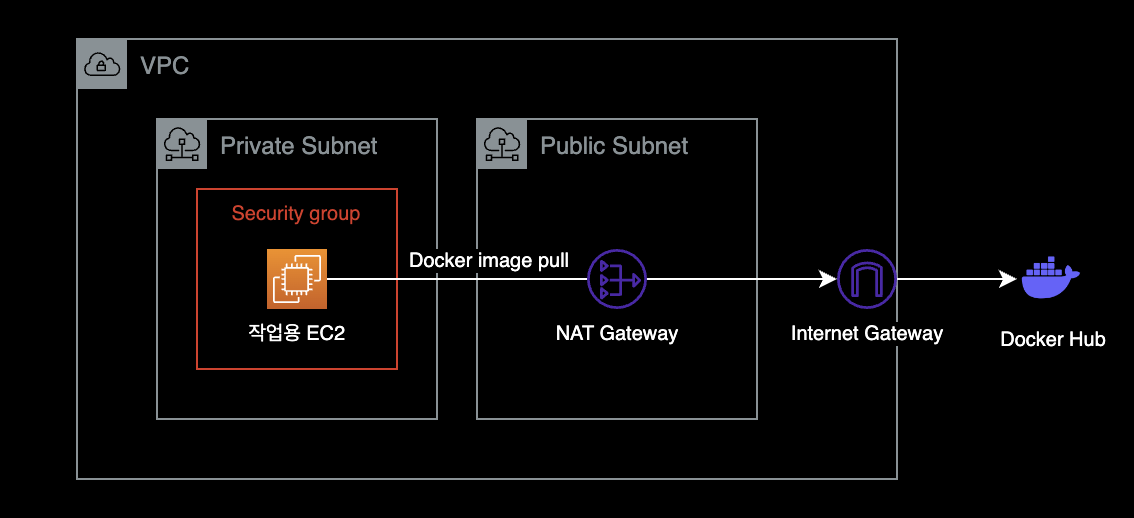 VPC
Private Subnet
Public Subnet
Security group
Docker image pull
작업용 EC2
NAT Gateway
Internet Gateway
Docker Hub